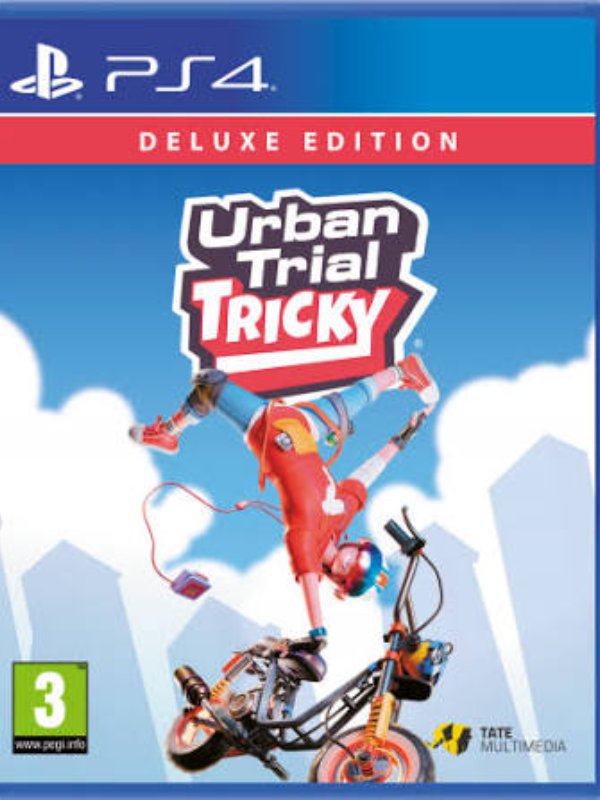 PS4
DELUXE EDITION
Urban
Trial
TRICKY
3
www.pegi.info
TATE
MULTIMEDIA